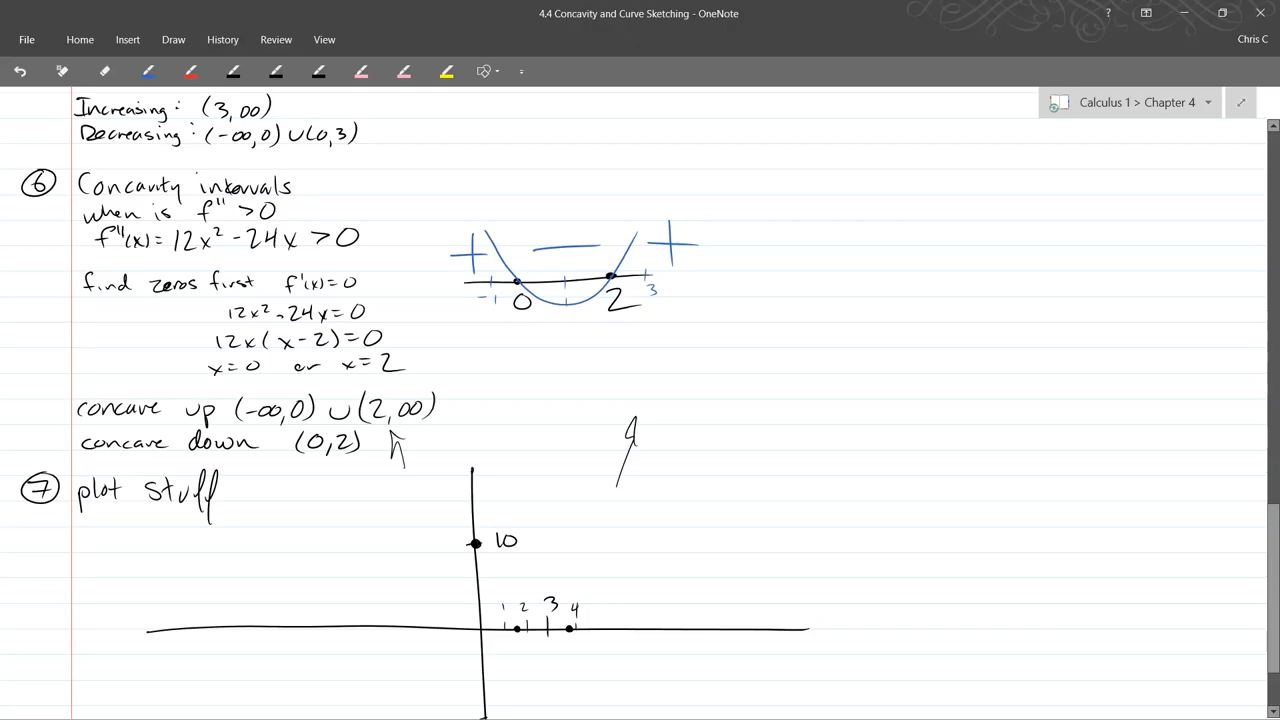 4.4 Concavity and Curve Sketching - OneNote
File Home Insert Draw History Review View
Chris C
Calculus 1 > Chapter 4
Increasing: (3,∞)
Decreasing: (-∞,0)∪(0,3)
⑥ Concavity intervals
when is f" >0
f"(x)= 12x² -24x >0
find zeros first f'(x)=0
12x² -24x=0
12x(x-2)=0
x=0 or x=2
+ — +
-1 0 2 3
concave up (-∞,0) ∪ (2,∞)
concave down (0,2)
⑦ plot stuff
10
1 2 3 4